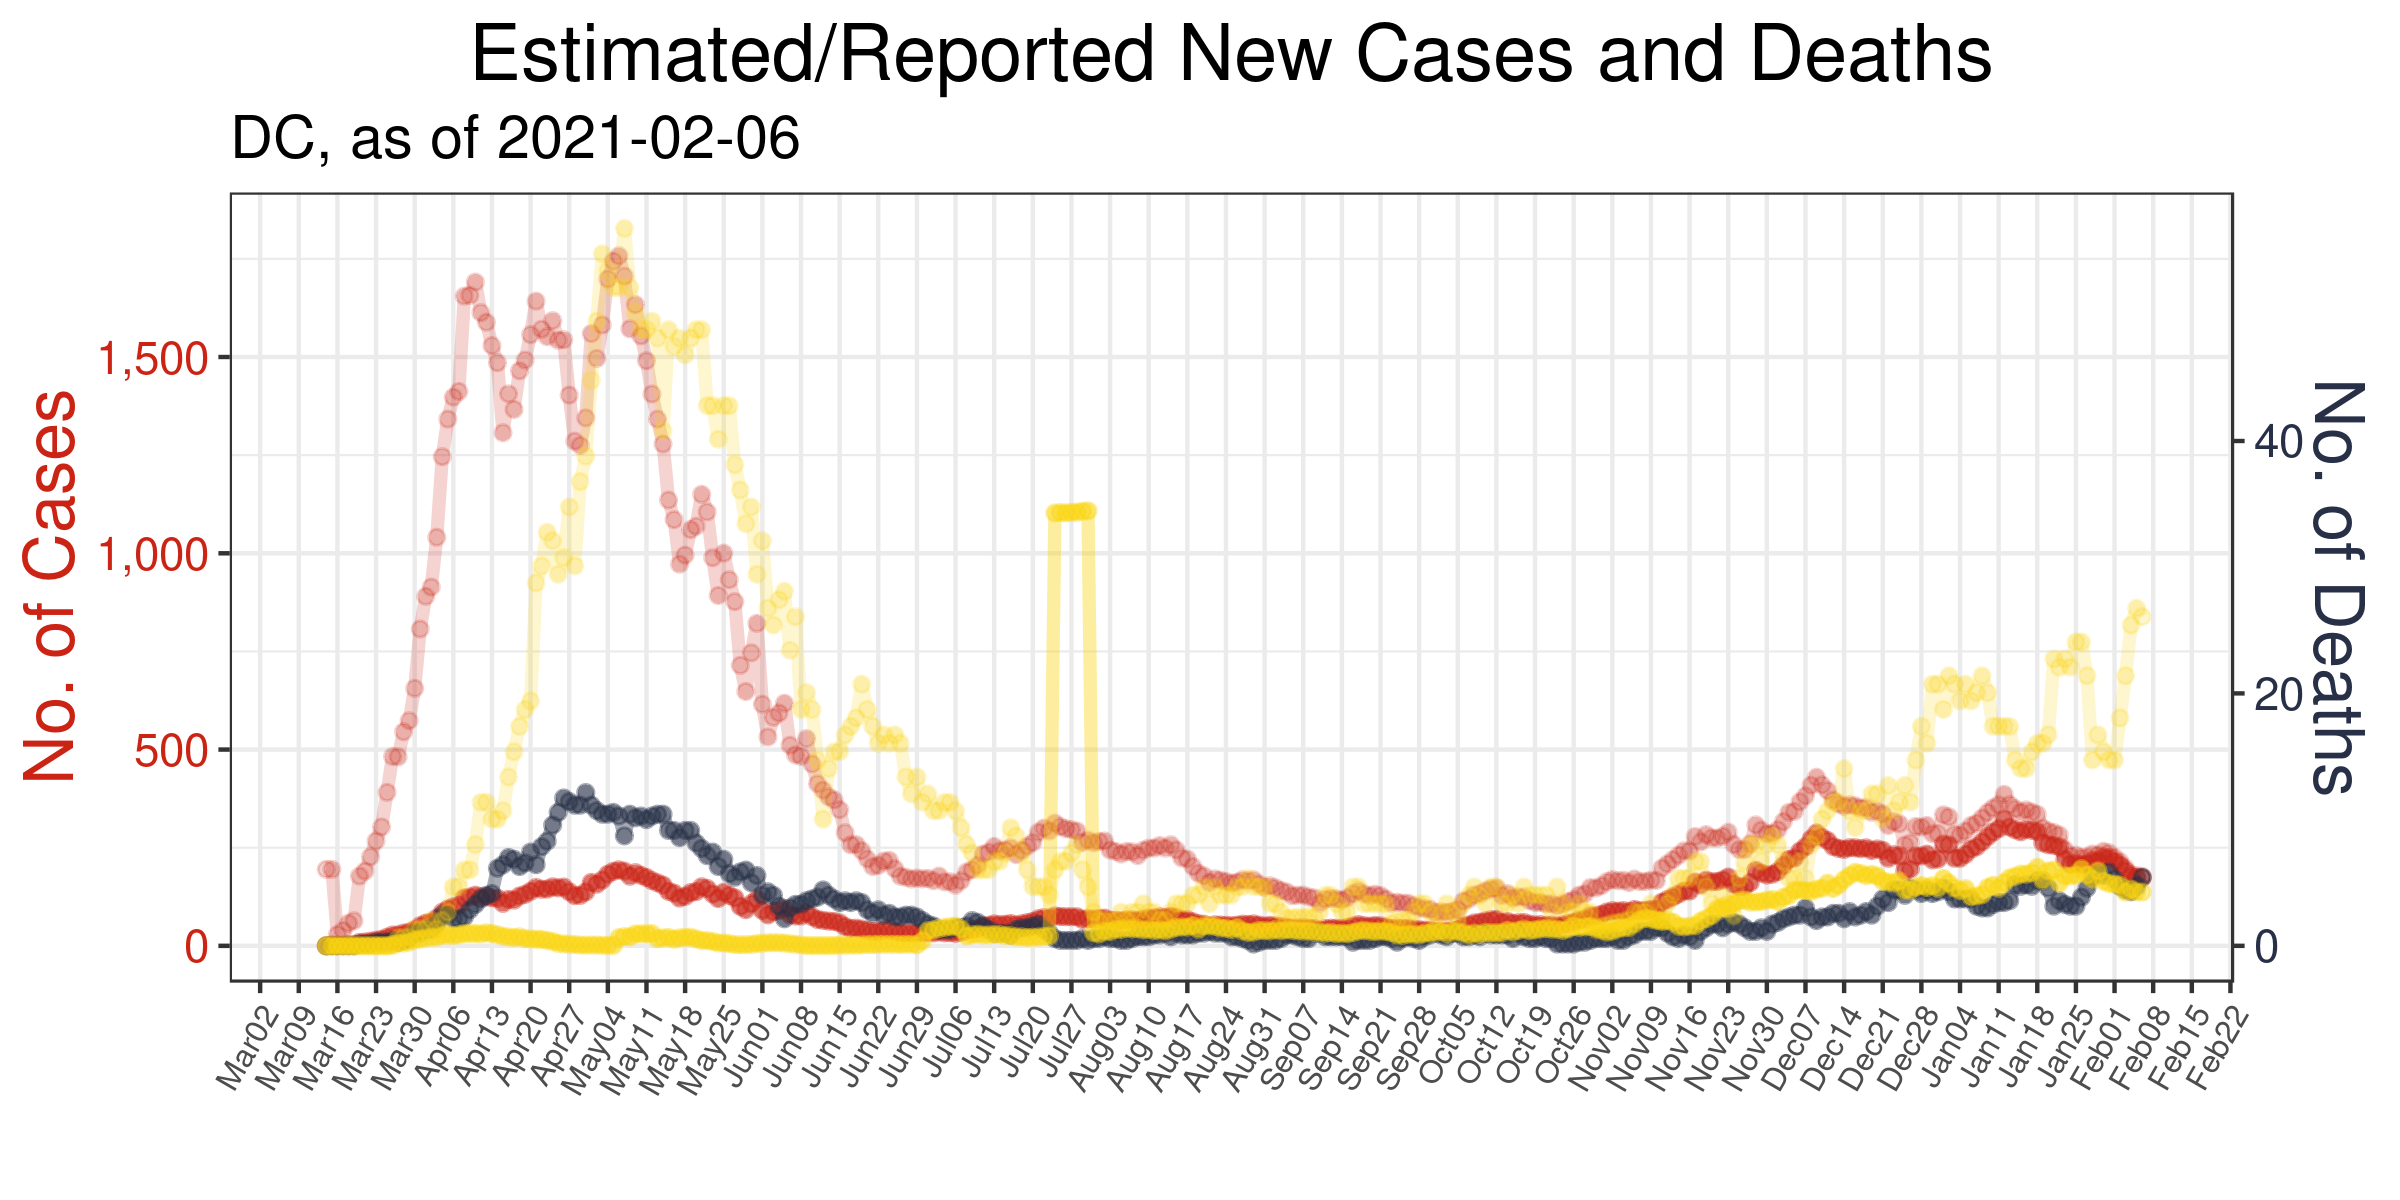 Estimated/Reported New Cases and Deaths
DC, as of 2021-02-06
No. of Cases
1,500
1,000
500
0
40
20
0
No. of Deaths
Mar02
Mar09
Mar16
Mar23
Mar30
Apr06
Apr13
Apr20
Apr27
May04
May11
May18
May25
Jun01
Jun08
Jun15
Jun22
Jun29
Jul06
Jul13
Jul20
Jul27
Aug03
Aug10
Aug17
Aug24
Aug31
Sep07
Sep14
Sep21
Sep28
Oct05
Oct12
Oct19
Oct26
Nov02
Nov09
Nov16
Nov23
Nov30
Dec07
Dec14
Dec21
Dec28
Jan04
Jan11
Jan18
Jan25
Feb01
Feb08
Feb15
Feb22